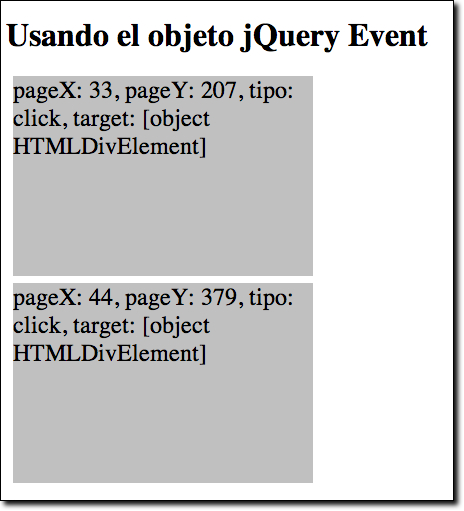 Usando el objeto jQuery Event
pageX: 33, pageY: 207, tipo:
click, target: [object
HTMLDivElement]
pageX: 44, pageY: 379, tipo:
click, target: [object
HTMLDivElement]